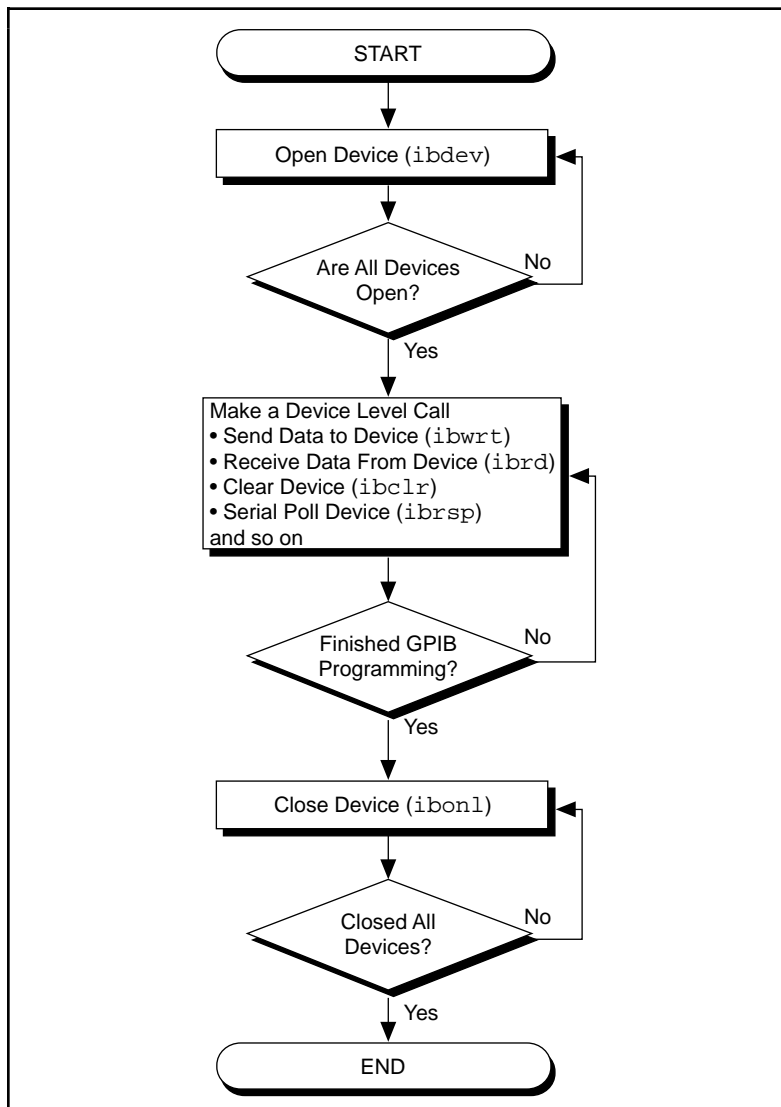 START
Open Device (ibdev)
Are All Devices
Open?
No
Yes
Make a Device Level Call
• Send Data to Device (ibwrt)
• Receive Data From Device (ibrd)
• Clear Device (ibclr)
• Serial Poll Device (ibrsp)
and so on
Finished GPIB
Programming?
No
Yes
Close Device (ibonl)
Closed All
Devices?
No
Yes
END